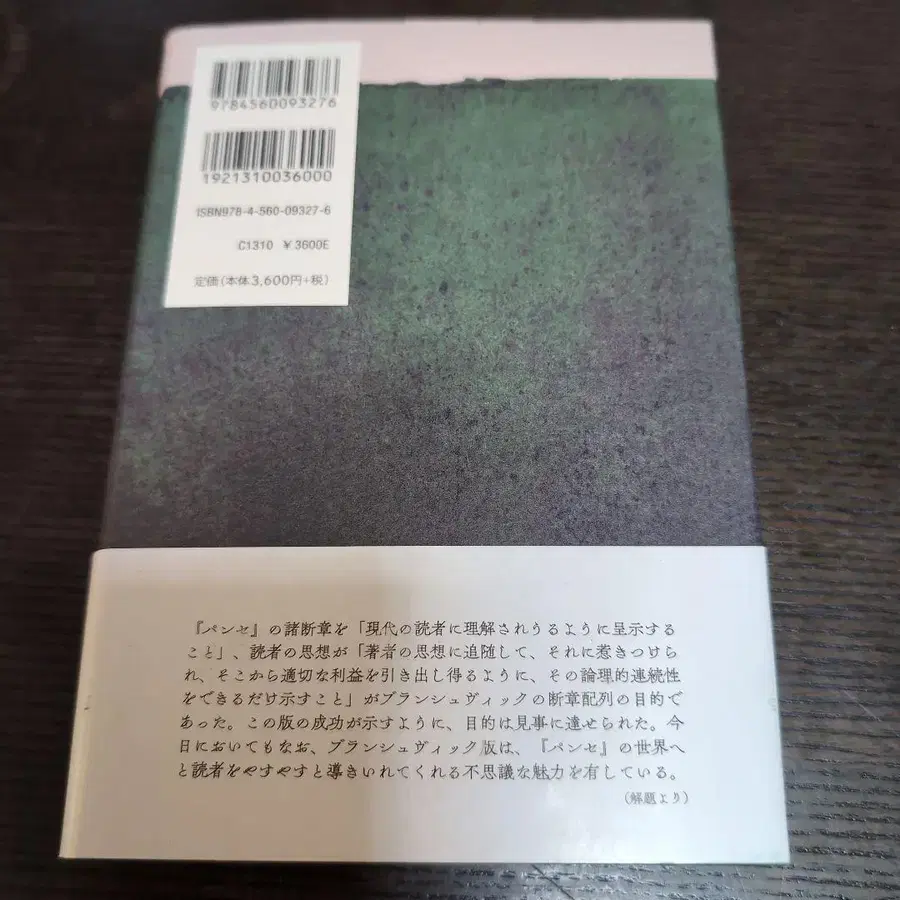 9784560093276
1921310036000
ISBN978-4-560-09327-6
C1310 ¥3600E
定価(本体3,600円+税)
『パンセ』の諸断章を「現代の読者に理解されうるように呈示する
こと」、読者の思想が「著者の思想に追随して、それに惹きつけら
れ、そこから適切な利益を引き出し得るように、その論理的連続性
をできるだけ示すこと」がブランシュヴィックの断章配列の目的で
あった。この版の成功が示すように、目的は見事に達せられた。今
日においてもなお、ブランシュヴィック版は、『パンセ』の世界へ
と読者をやすやすと導きいれてくれる不思議な魅力を有している。
(解題より)